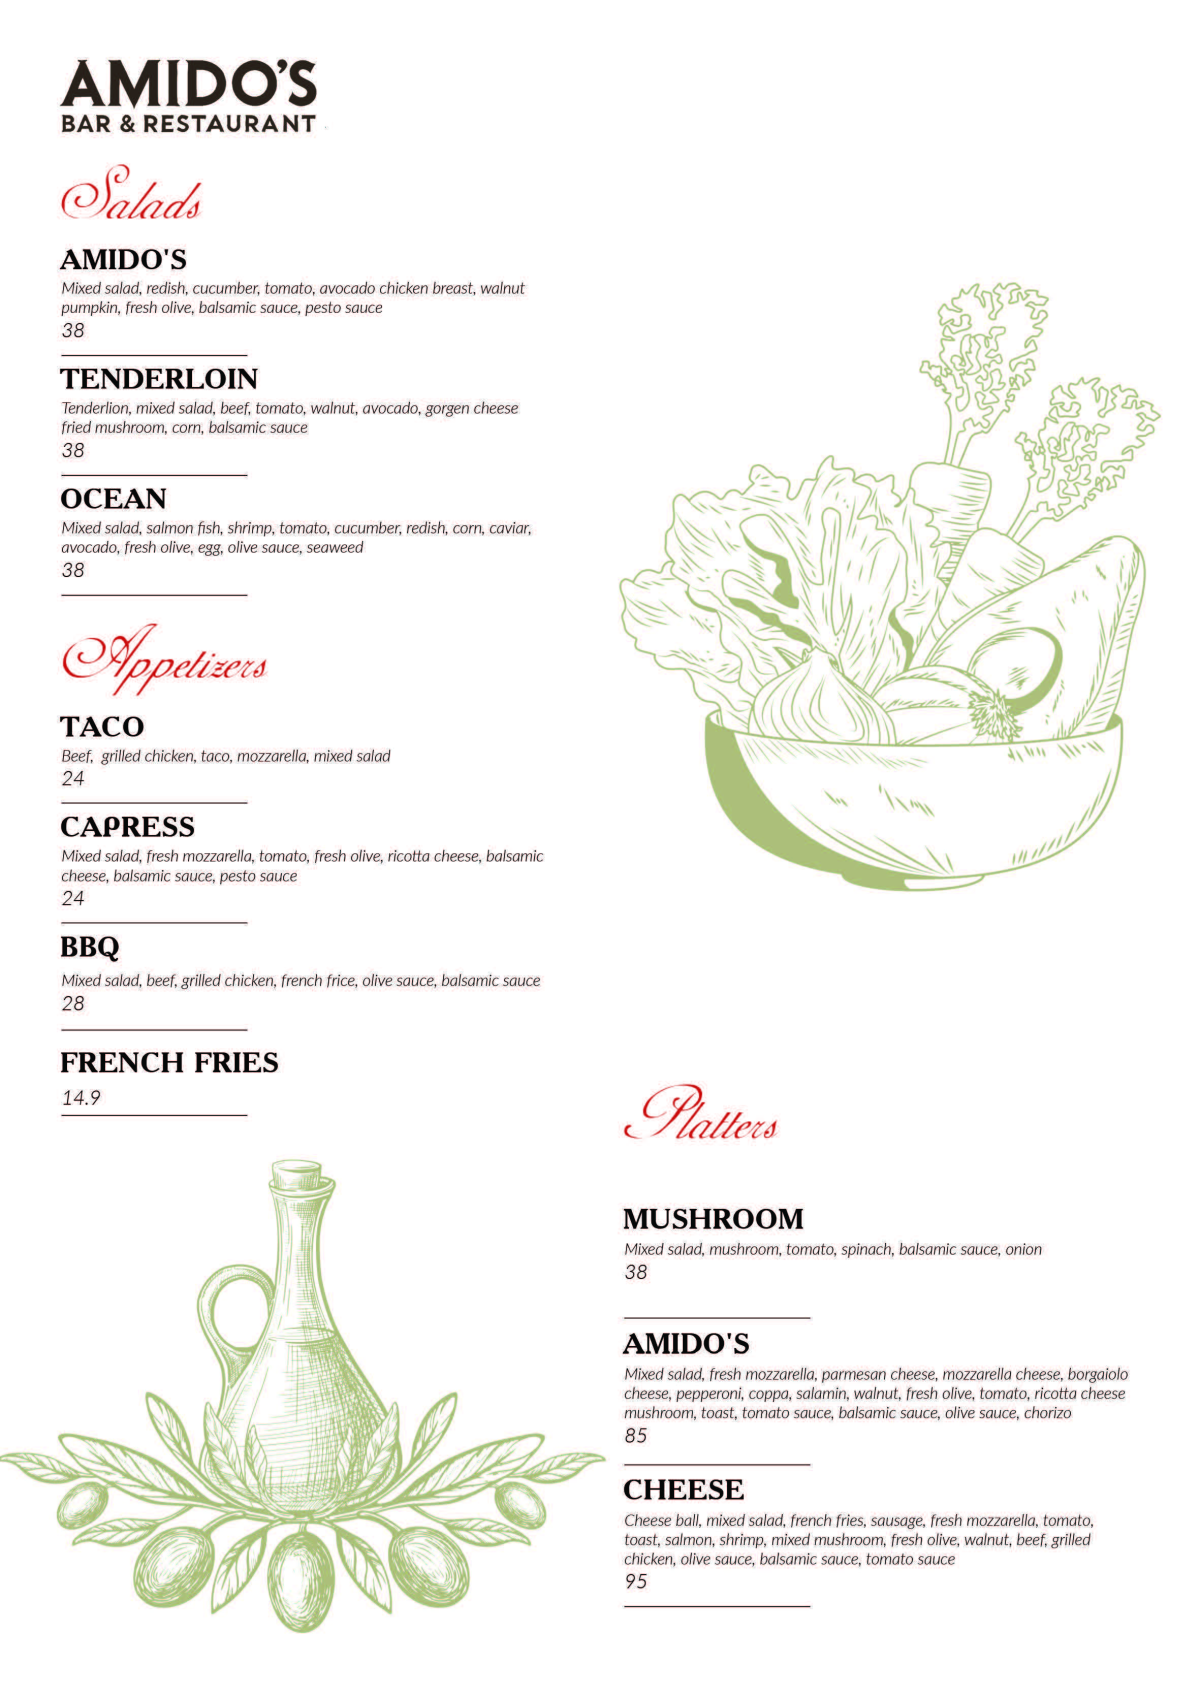 AMIDO'S
BAR & RESTAURANT
Salads
AMIDO'S
Mixed salad, redish, cucumber, tomato, avocado chicken breast, walnut
pumpkin, fresh olive, balsamic sauce, pesto sauce
38
TENDERLOIN
Tenderlion, mixed salad, beef, tomato, walnut, avocado, gorgen cheese
fried mushroom, corn, balsamic sauce
38
OCEAN
Mixed salad, salmon fish, shrimp, tomato, cucumber, redish, corn, caviar,
avocado, fresh olive, egg, olive sauce, seaweed
38
Appetizers
TACO
Beef, grilled chicken, taco, mozzarella, mixed salad
24
CAPRESS
Mixed salad, fresh mozzarella, tomato, fresh olive, ricotta cheese, balsamic
cheese, balsamic sauce, pesto sauce
24
BBQ
Mixed salad, beef, grilled chicken, french frice, olive sauce, balsamic sauce
28
FRENCH FRIES
14.9
Platters
MUSHROOM
Mixed salad, mushroom, tomato, spinach, balsamic sauce, onion
38
AMIDO'S
Mixed salad, fresh mozzarella, parmesan cheese, mozzarella cheese, borgaiolo
cheese, pepperoni, coppa, salamin, walnut, fresh olive, tomato, ricotta cheese
mushroom, toast, tomato sauce, balsamic sauce, olive sauce, chorizo
85
CHEESE
Cheese ball, mixed salad, french fries, sausage, fresh mozzarella, tomato,
toast, salmon, shrimp, mixed mushroom, fresh olive, walnut, beef, grilled
chicken, olive sauce, balsamic sauce, tomato sauce
95